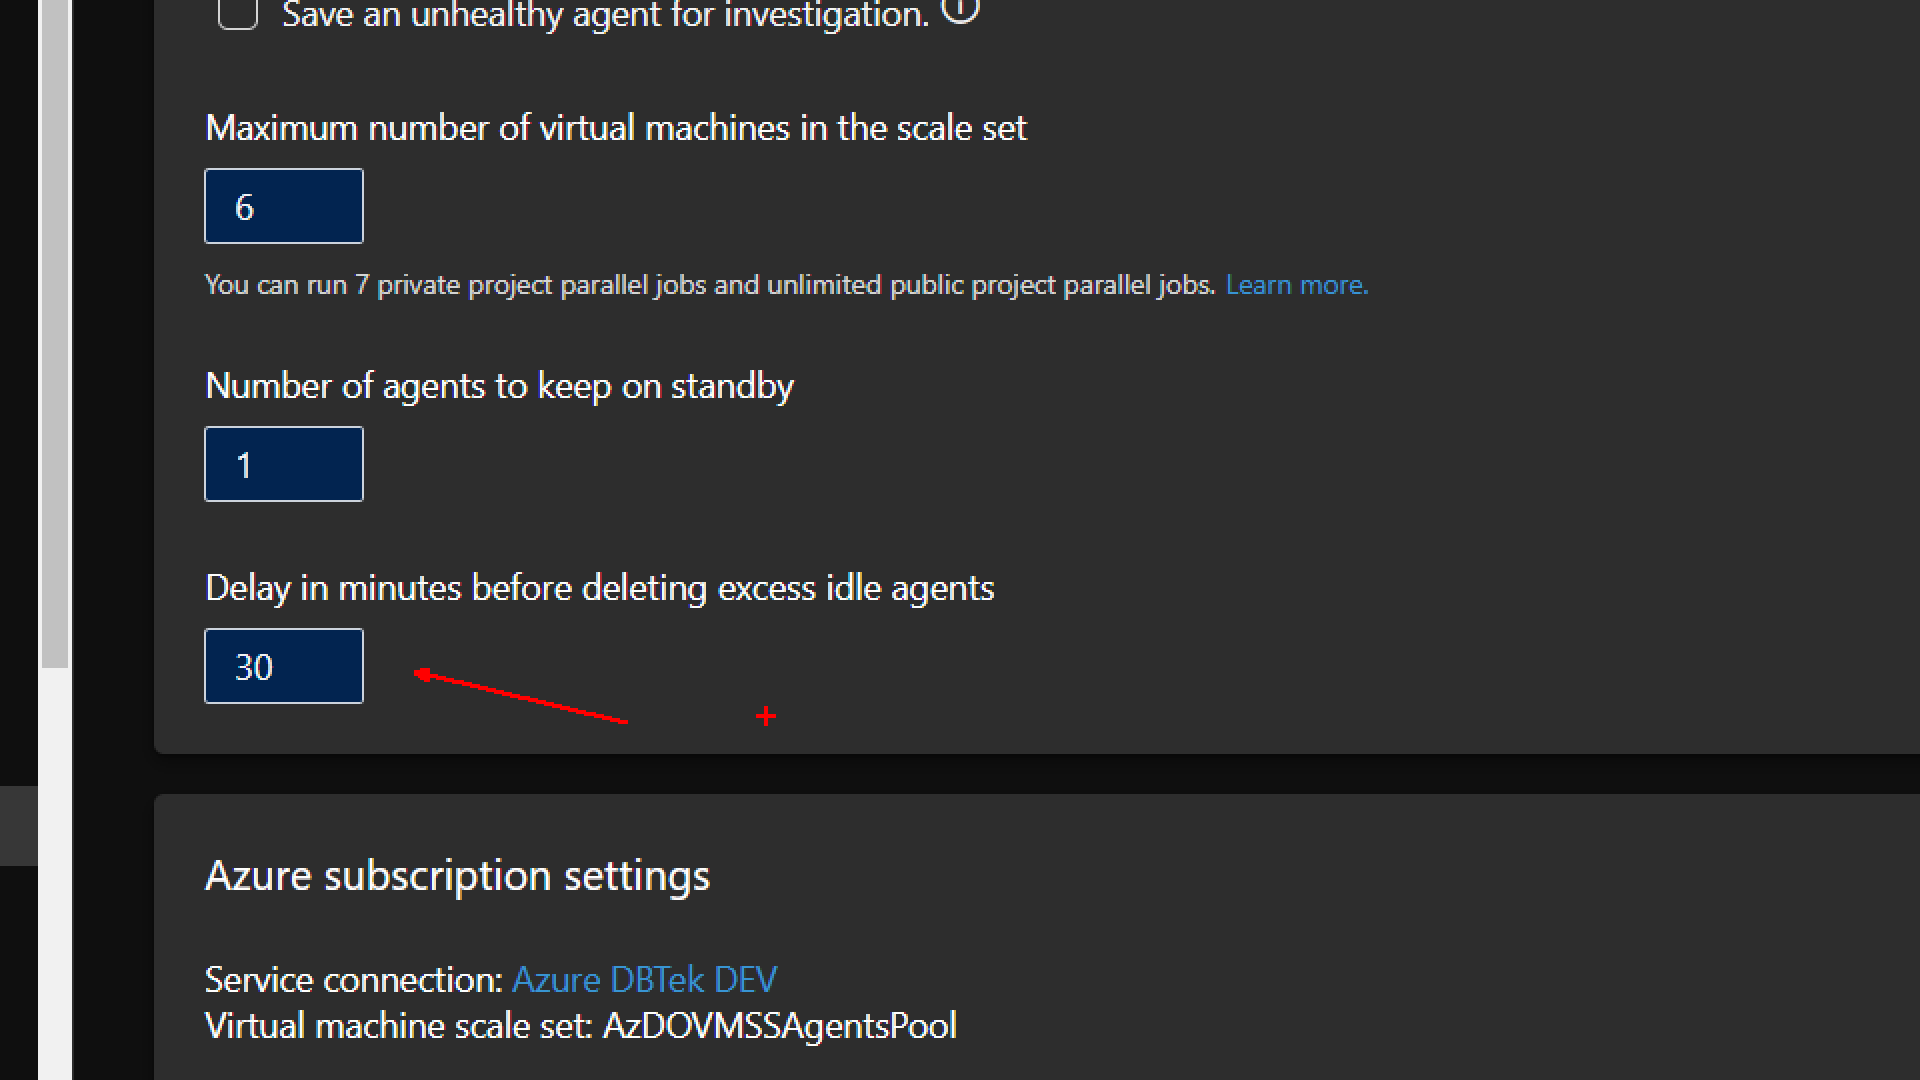 Save an unhealthy agent for investigation.
Maximum number of virtual machines in the scale set
6
You can run 7 private project parallel jobs and unlimited public project parallel jobs. Learn more.
Number of agents to keep on standby
1
Delay in minutes before deleting excess idle agents
30
Azure subscription settings
Service connection: Azure DBTek DEV
Virtual machine scale set: AzDOVMSSAgentsPool